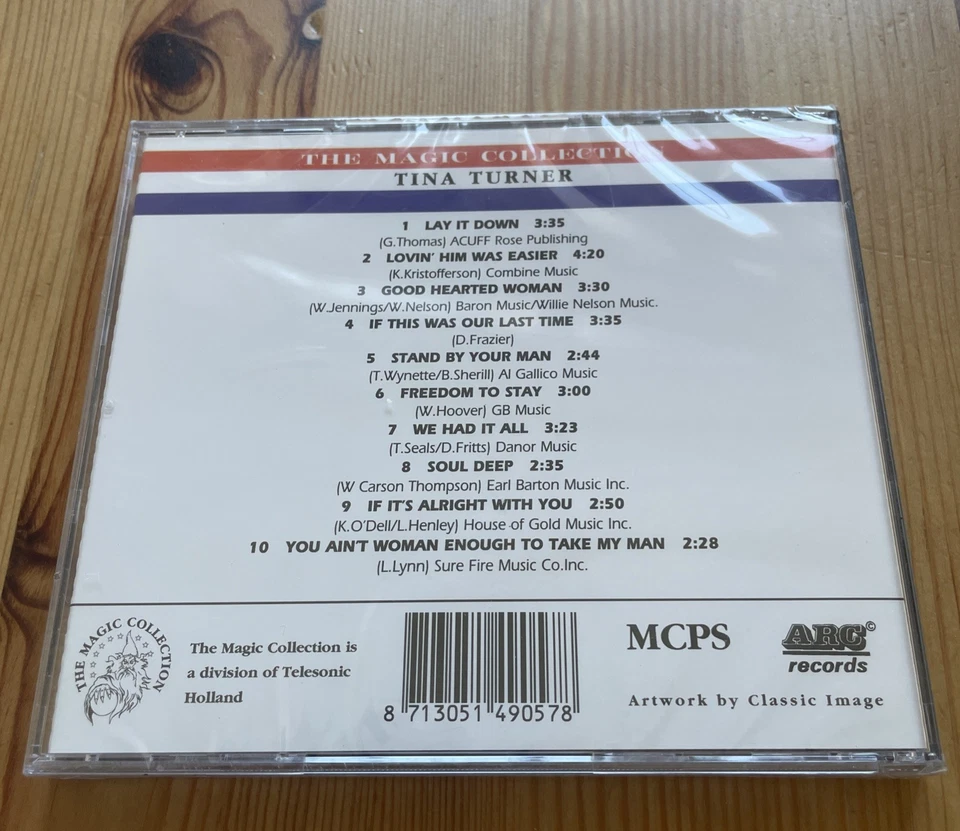 THE MAGIC COLLECTION
TINA TURNER
1 LAY IT DOWN 3:35
(G.Thomas) ACUFF Rose Publishing
2 LOVIN' HIM WAS EASIER 4:20
(K.Kristofferson) Combine Music
3 GOOD HEARTED WOMAN 3:30
(W.Jennings/W.Nelson) Baron Music/Willie Nelson Music.
4 IF THIS WAS OUR LAST TIME 3:35
(D.Frazier)
5 STAND BY YOUR MAN 2:44
(T.Wynette/B.Sherill) Al Gallico Music
6 FREEDOM TO STAY 3:00
(W.Hoover) GB Music
7 WE HAD IT ALL 3:23
(T.Seals/D.Fritts) Danor Music
8 SOUL DEEP 2:35
(W Carson Thompson) Earl Barton Music Inc.
9 IF IT'S ALRIGHT WITH YOU 2:50
(K.O'Dell/L.Henley) House of Gold Music Inc.
10 YOU AIN'T WOMAN ENOUGH TO TAKE MY MAN 2:28
(L.Lynn) Sure Fire Music Co.Inc.
THE MAGIC COLLECTION
The Magic Collection is
a division of Telesonic
Holland
8 713051 490578
MCPS
ARC©
records
Artwork by Classic Image